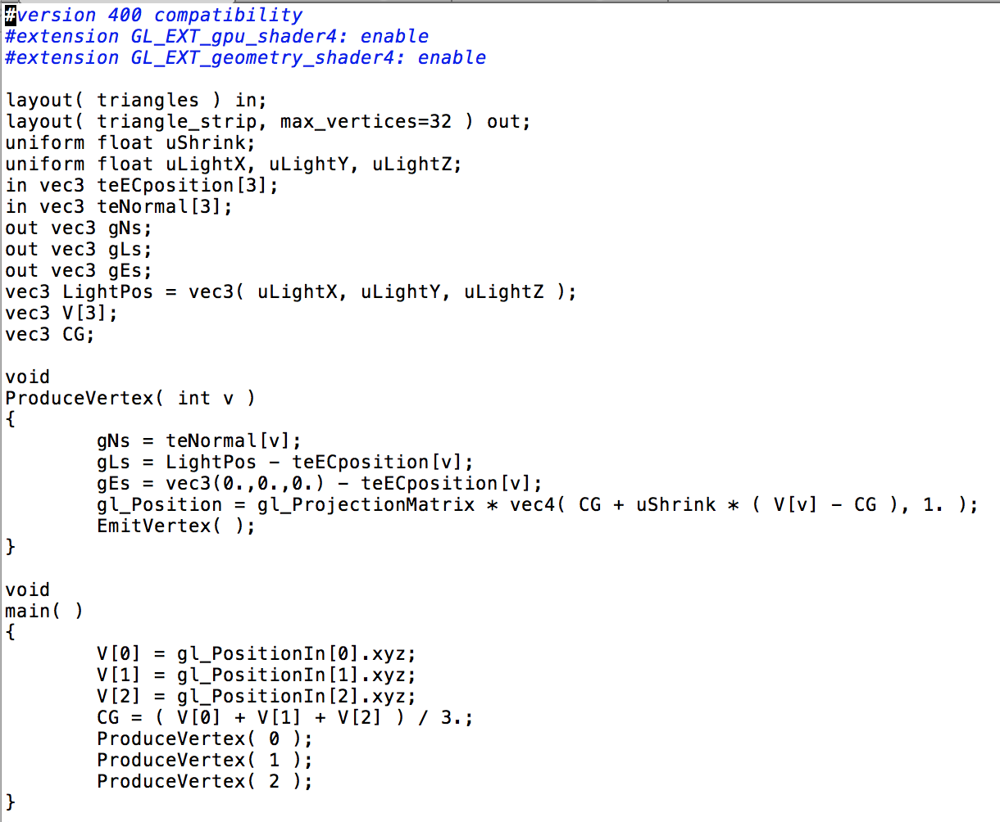 #version 400 compatibility
#extension GL_EXT_gpu_shader4: enable
#extension GL_EXT_geometry_shader4: enable

layout( triangles ) in;
layout( triangle_strip, max_vertices=32 ) out;
uniform float uShrink;
uniform float uLightX, uLightY, uLightZ;
in vec3 teECposition[3];
in vec3 teNormal[3];
out vec3 gNs;
out vec3 gLs;
out vec3 gEs;
vec3 LightPos = vec3( uLightX, uLightY, uLightZ );
vec3 V[3];
vec3 CG;

void
ProduceVertex( int v )
{
        gNs = teNormal[v];
        gLs = LightPos - teECposition[v];
        gEs = vec3(0.,0.,0.) - teECposition[v];
        gl_Position = gl_ProjectionMatrix * vec4( CG + uShrink * ( V[v] - CG ), 1. );
        EmitVertex( );
}

void
main( )
{
        V[0] = gl_PositionIn[0].xyz;
        V[1] = gl_PositionIn[1].xyz;
        V[2] = gl_PositionIn[2].xyz;
        CG = ( V[0] + V[1] + V[2] ) / 3.;
        ProduceVertex( 0 );
        ProduceVertex( 1 );
        ProduceVertex( 2 );
}